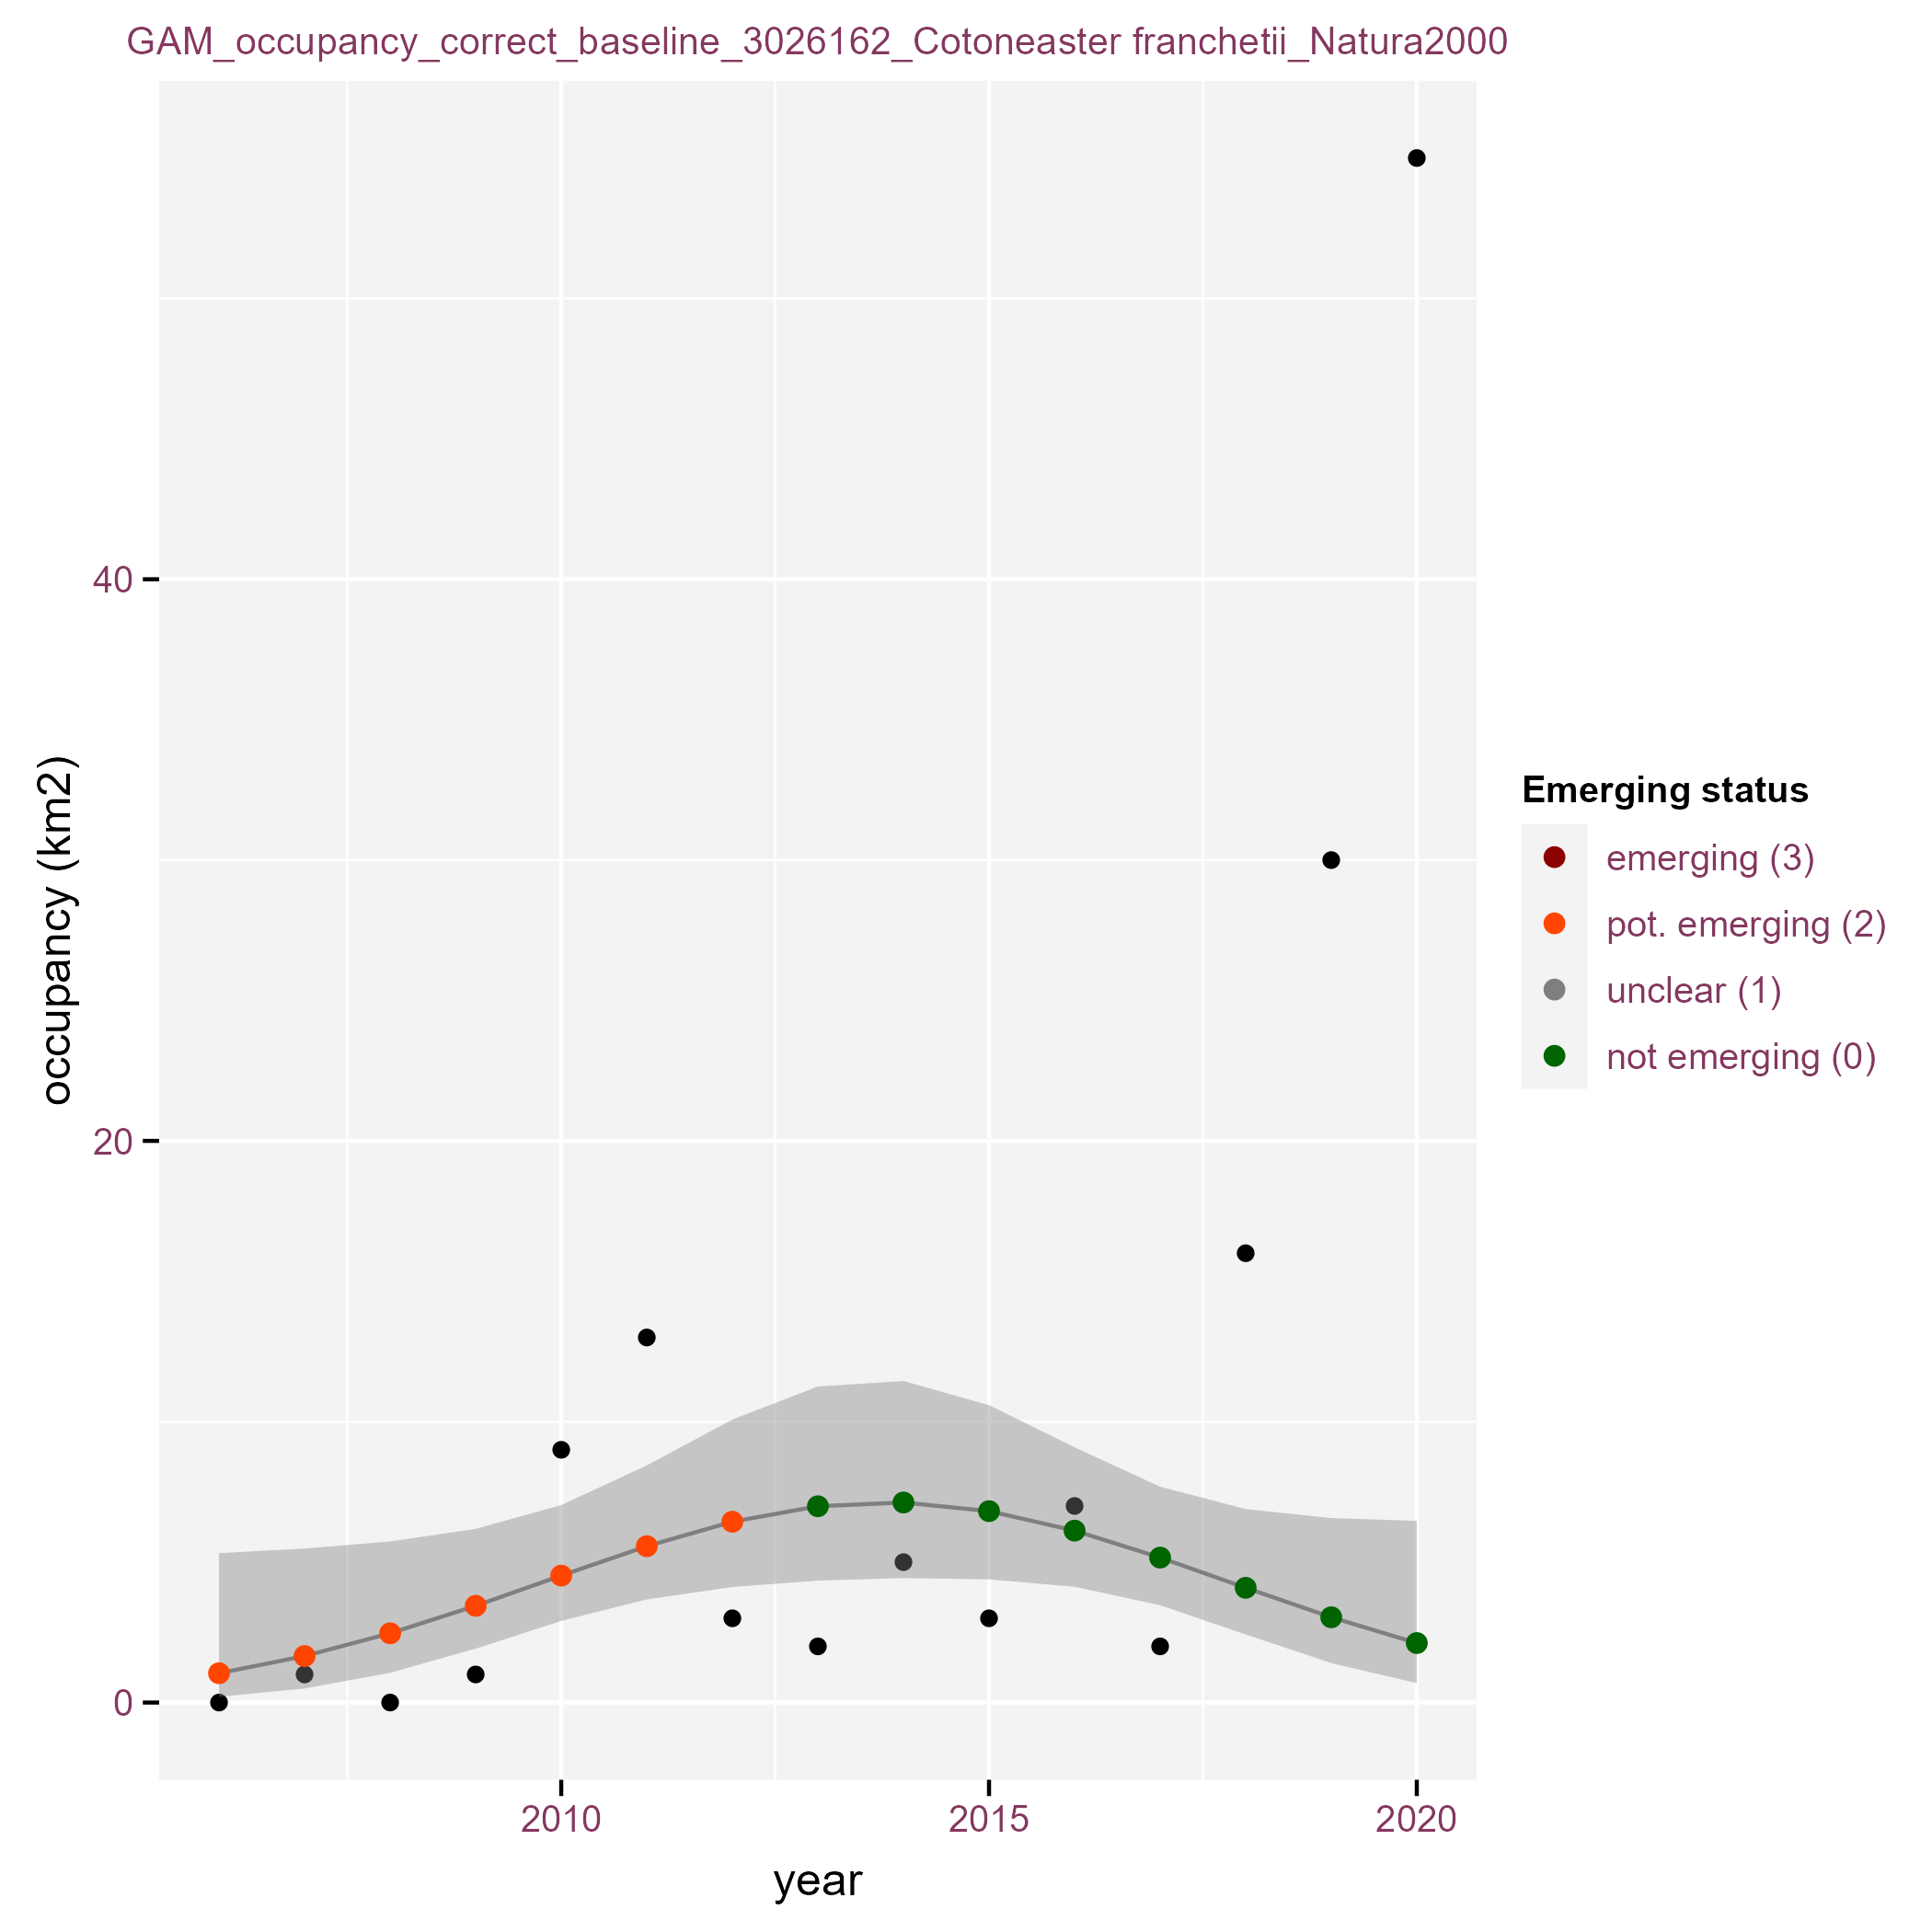 GAM_occupancy_correct_baseline_3026162_Cotoneaster franchetii_Natura2000
occupancy (km2)
40
20
0
2010
2015
2020
year
Emerging status
emerging (3)
pot. emerging (2)
unclear (1)
not emerging (0)